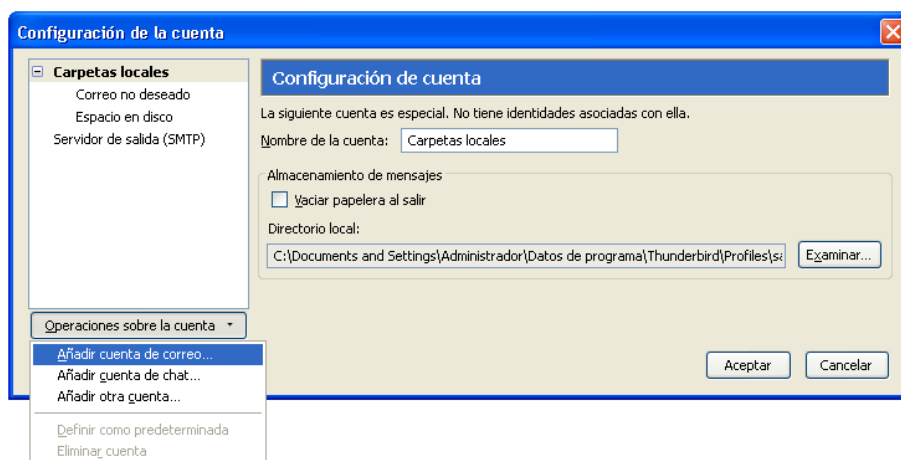 Configuración de la cuenta
Carpetas locales
Correo no deseado
Espacio en disco
Servidor de salida (SMTP)
Configuración de cuenta
La siguiente cuenta es especial. No tiene identidades asociadas con ella.
Nombre de la cuenta: Carpetas locales
Almacenamiento de mensajes
Vaciar papelera al salir
Directorio local:
C:\Documents and Settings\Administrador\Datos de programa\Thunderbird\Profiles\sa Examinar...
Operaciones sobre la cuenta
Añadir cuenta de correo...
Añadir cuenta de chat...
Añadir otra cuenta...
Definir como predeterminada
Eliminar cuenta
Aceptar Cancelar